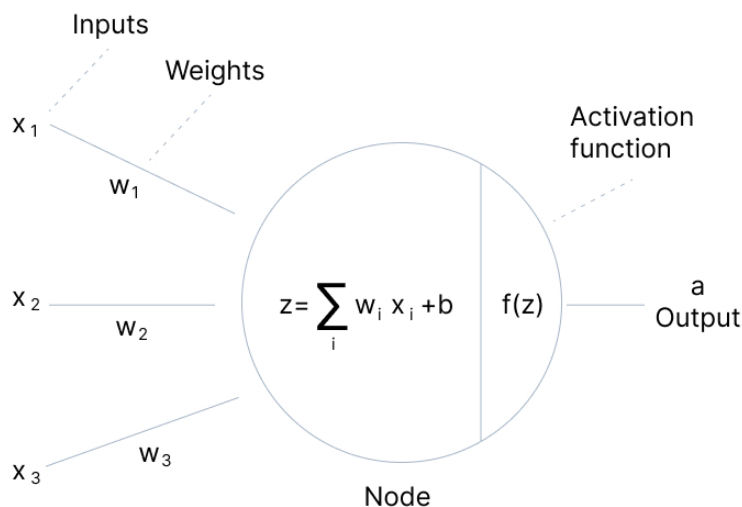 Inputs
Weights
Activation
function
x₁
w₁
x₂
w₂
x₃
w₃
z= ∑ wᵢ xᵢ +b
i
f(z)
a
Output
Node